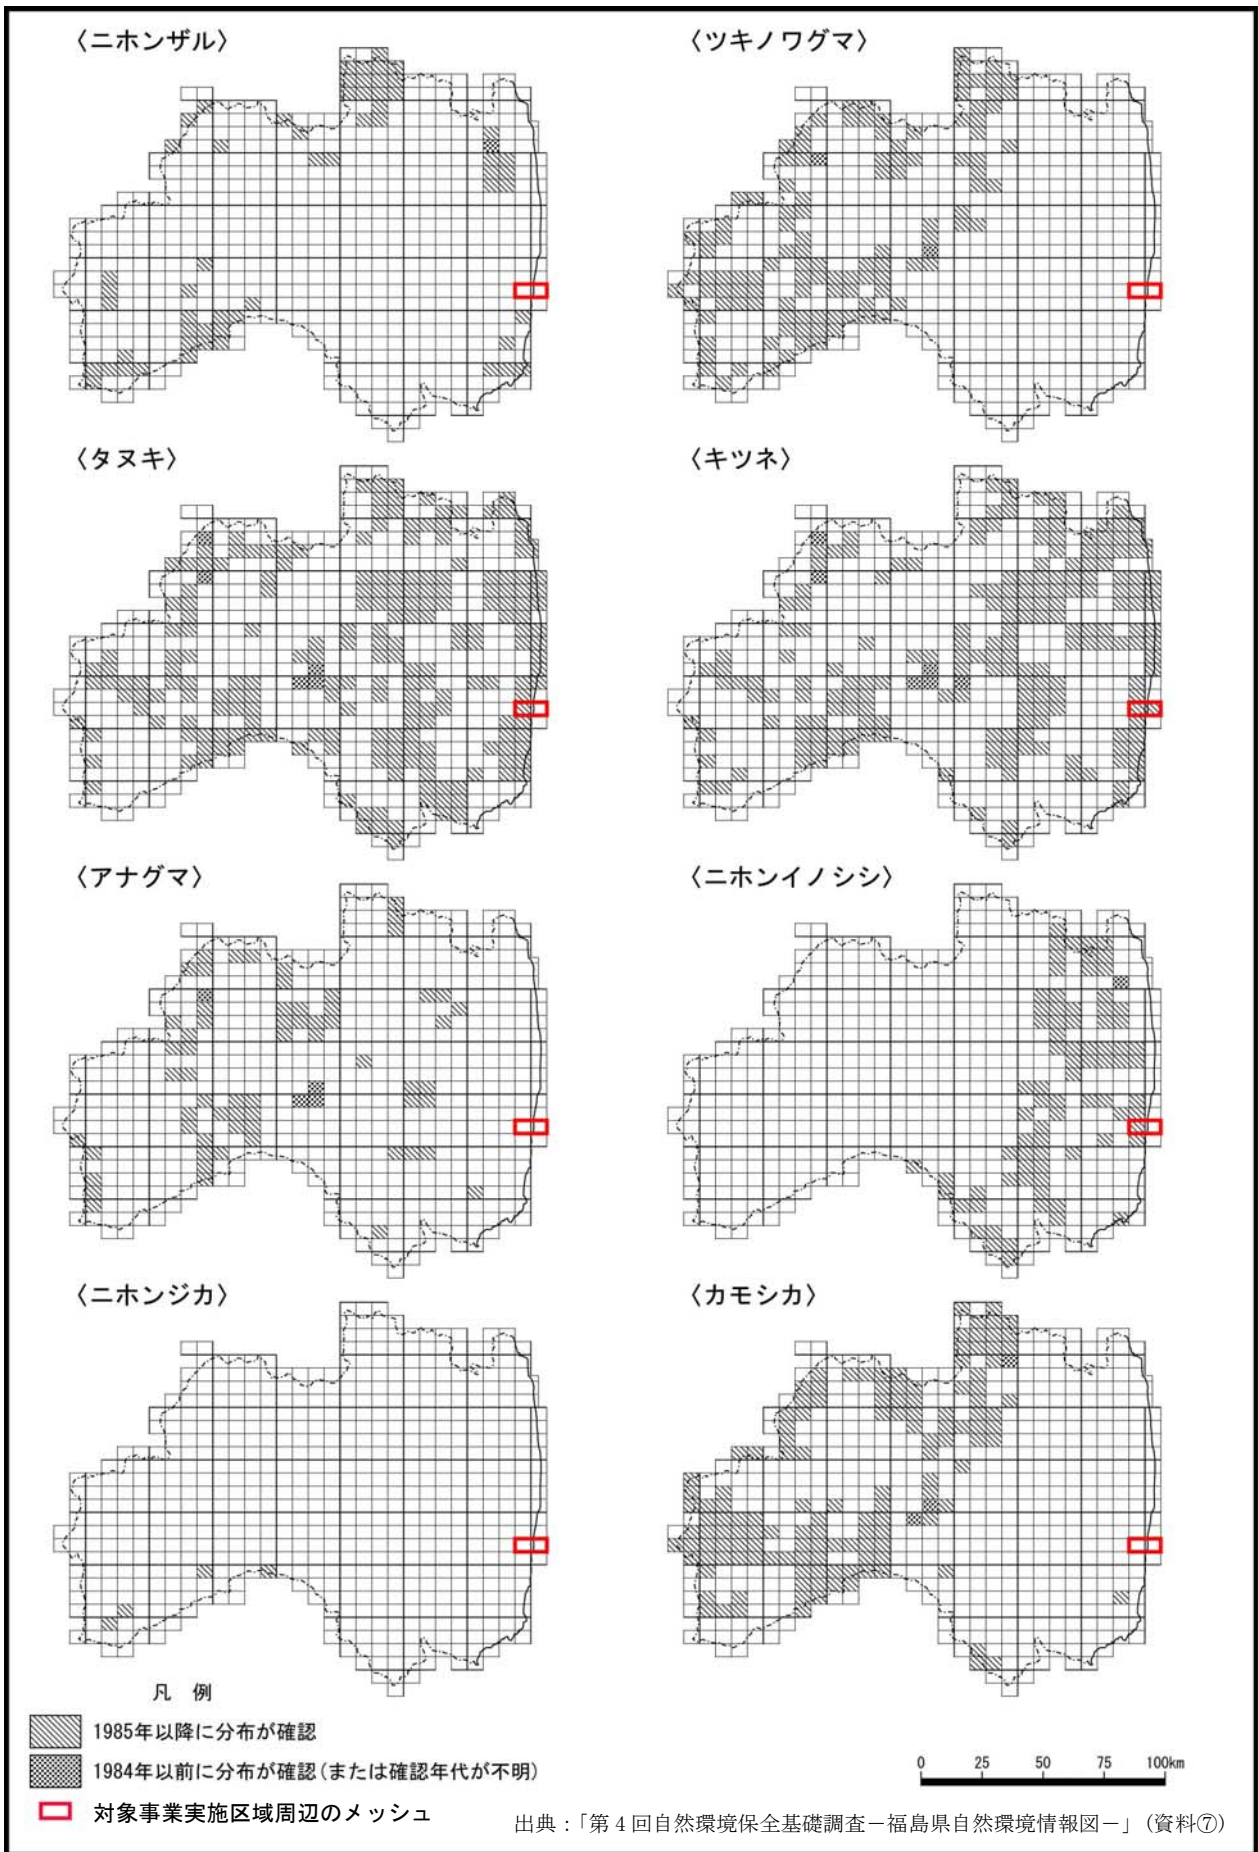 〈ニホンザル〉
〈ツキノワグマ〉
〈タヌキ〉
〈キツネ〉
〈アナグマ〉
〈ニホンイノシシ〉
〈ニホンジカ〉
〈カモシカ〉
凡 例
1985年以降に分布が確認
1984年以前に分布が確認(または確認年代が不明)
対象事業実施区域周辺のメッシュ
0 25 50 75 100km
出典：「第４回自然環境保全基礎調査－福島県自然環境情報図－」（資料⑦）